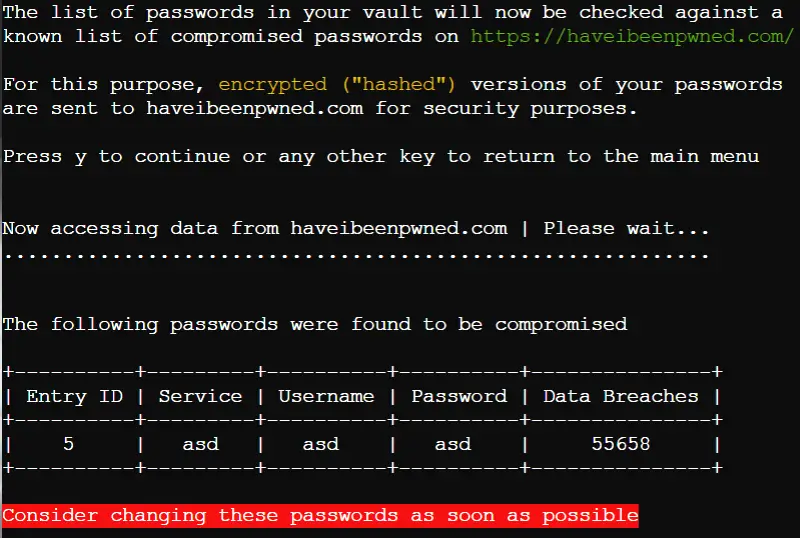 The list of passwords in your vault will now be checked against a
known list of compromised passwords on https://haveibeenpwned.com/
For this purpose, encrypted ("hashed") versions of your passwords
are sent to haveibeenpwned.com for security purposes.
Press y to continue or any other key to return to the main menu
Now accessing data from haveibeenpwned.com | Please wait...
...........................................................
The following passwords were found to be compromised
+----------+---------+----------+----------+---------------+
| Entry ID | Service | Username | Password | Data Breaches |
+----------+---------+----------+----------+---------------+
| 5 | asd | asd | asd | 55658 |
+----------+---------+----------+----------+---------------+
Consider changing these passwords as soon as possible